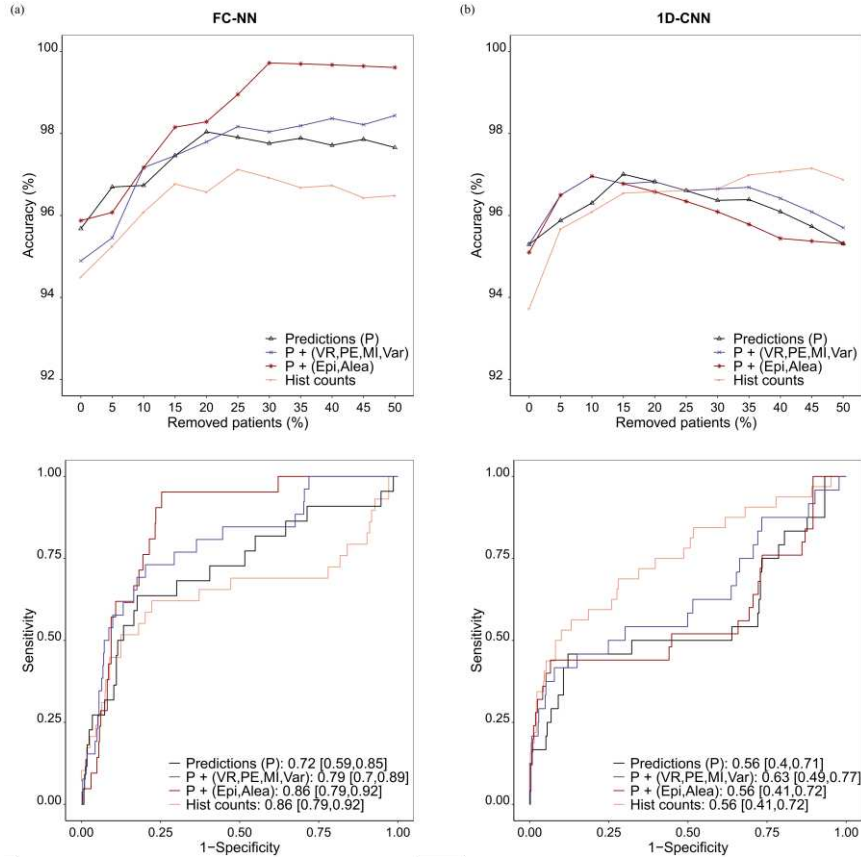 (a)
FC-NN
100
98
96
94
92
Accuracy (%)
Predictions (P)
P + (VR,PE,MI,Var)
P + (Epi,Alea)
Hist counts
0 5 10 15 20 25 30 35 40 45 50
Removed patients (%)
(b)
1D-CNN
100
98
96
94
92
Accuracy (%)
Predictions (P)
P + (VR,PE,MI,Var)
P + (Epi,Alea)
Hist counts
0 5 10 15 20 25 30 35 40 45 50
Removed patients (%)
1.00
0.75
0.50
0.25
0.00
Sensitivity
Predictions (P): 0.72 [0.59,0.85]
P + (VR,PE,MI,Var): 0.79 [0.7,0.89]
P + (Epi,Alea): 0.86 [0.79,0.92]
Hist counts: 0.86 [0.79,0.92]
0.00 0.25 0.50 0.75 1.00
1−Specificity
1.00
0.75
0.50
0.25
0.00
Sensitivity
Predictions (P): 0.56 [0.4,0.71]
P + (VR,PE,MI,Var): 0.63 [0.49,0.77]
P + (Epi,Alea): 0.56 [0.41,0.72]
Hist counts: 0.56 [0.41,0.72]
0.00 0.25 0.50 0.75 1.00
1−Specificity